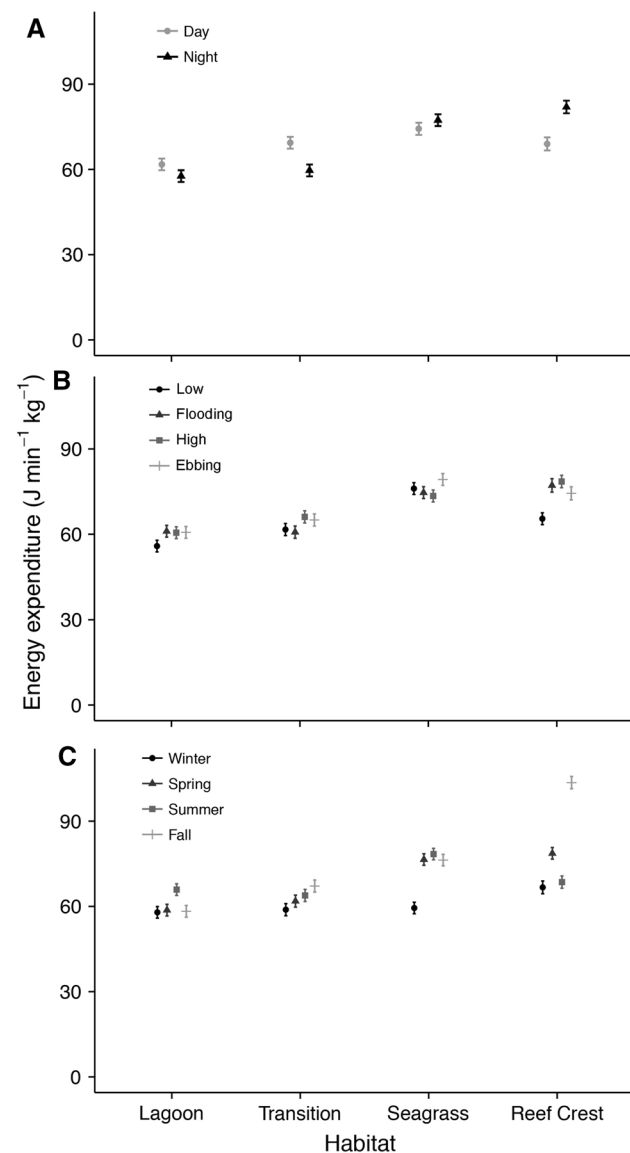 A
Day
Night
90
60
30
0
Energy expenditure (J min−1 kg−1)
B
Low
Flooding
High
Ebbing
90
60
30
0
C
Winter
Spring
Summer
Fall
90
60
30
0
Lagoon Transition Seagrass Reef Crest
Habitat